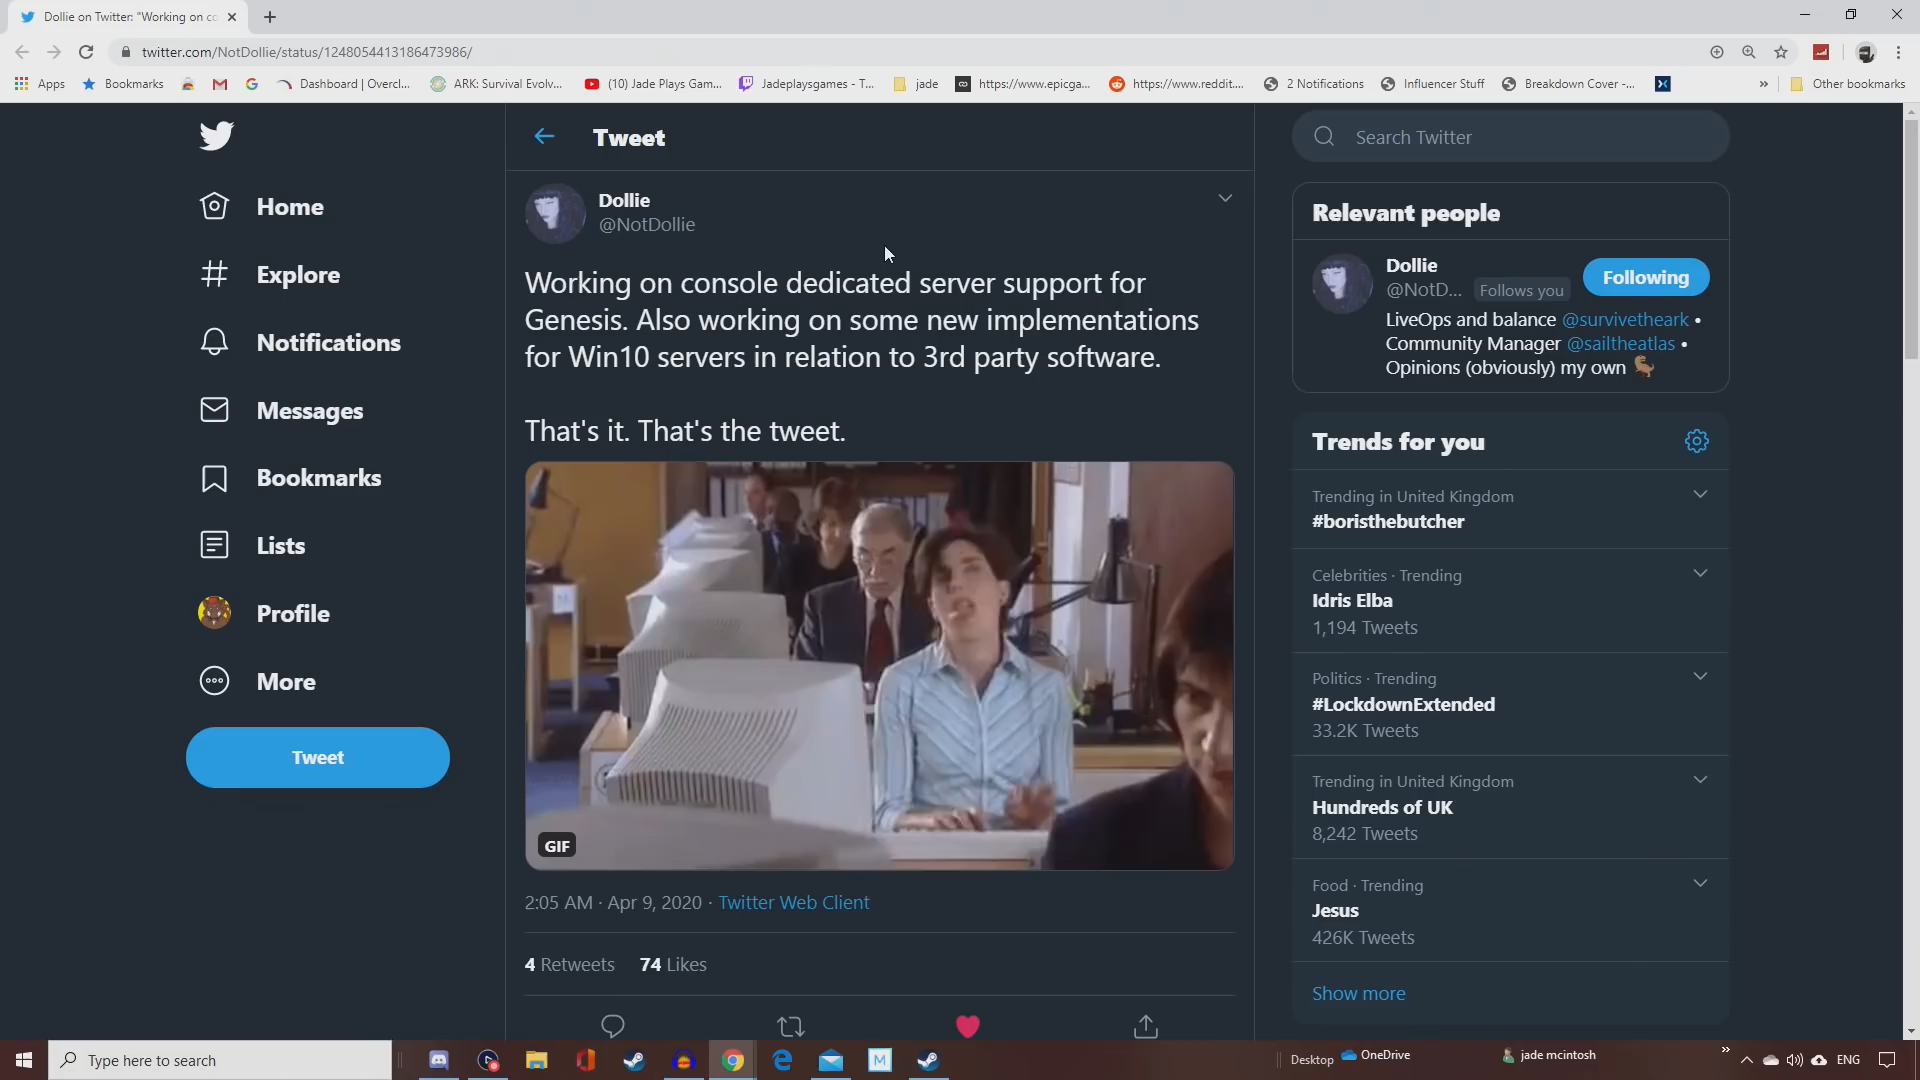 Dollie on Twitter: "Working on co
twitter.com/NotDollie/status/1248054413186473986/
Apps
Bookmarks
Dashboard | Overcl...
ARK: Survival Evolv...
(10) Jade Plays Gam...
Jadeplaysgames - T...
jade
https://www.epicga...
https://www.reddit....
2 Notifications
Influencer Stuff
Breakdown Cover -...
»
Other bookmarks
Home
Explore
Notifications
Messages
Bookmarks
Lists
Profile
More
Tweet
Tweet
Dollie
@NotDollie
Working on console dedicated server support for
Genesis. Also working on some new implementations
for Win10 servers in relation to 3rd party software.
That's it. That's the tweet.
GIF
2:05 AM · Apr 9, 2020 · Twitter Web Client
4 Retweets 74 Likes
Search Twitter
Relevant people
Dollie
@NotD... Follows you
Following
LiveOps and balance @survivetheark •
Community Manager @sailtheatlas •
Opinions (obviously) my own
Trends for you
Trending in United Kingdom
#boristhebutcher
Celebrities · Trending
Idris Elba
1,194 Tweets
Politics · Trending
#LockdownExtended
33.2K Tweets
Trending in United Kingdom
Hundreds of UK
8,242 Tweets
Food · Trending
Jesus
426K Tweets
Show more
Type here to search
M
Desktop
OneDrive
jade mcintosh
»
ENG